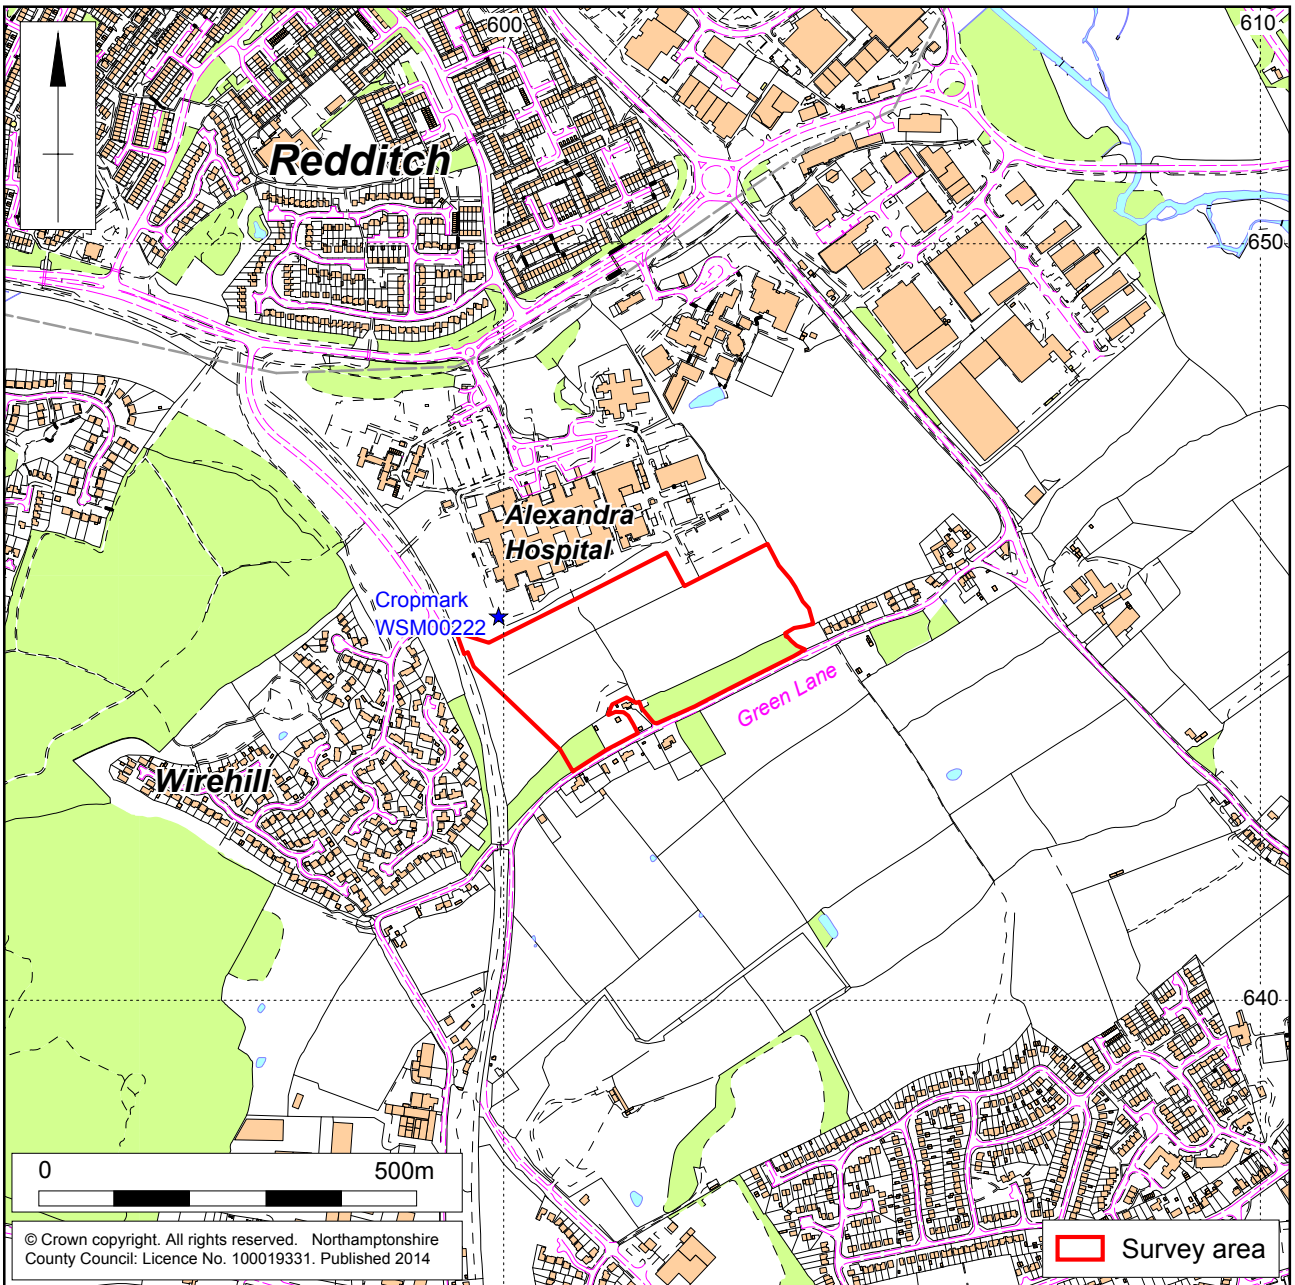 600
610
Redditch
650
Alexandra
Hospital
Cropmark
WSM00222
Green Lane
Wirehill
640
0 500m
© Crown copyright. All rights reserved. Northamptonshire
County Council: Licence No. 100019331. Published 2014
Survey area